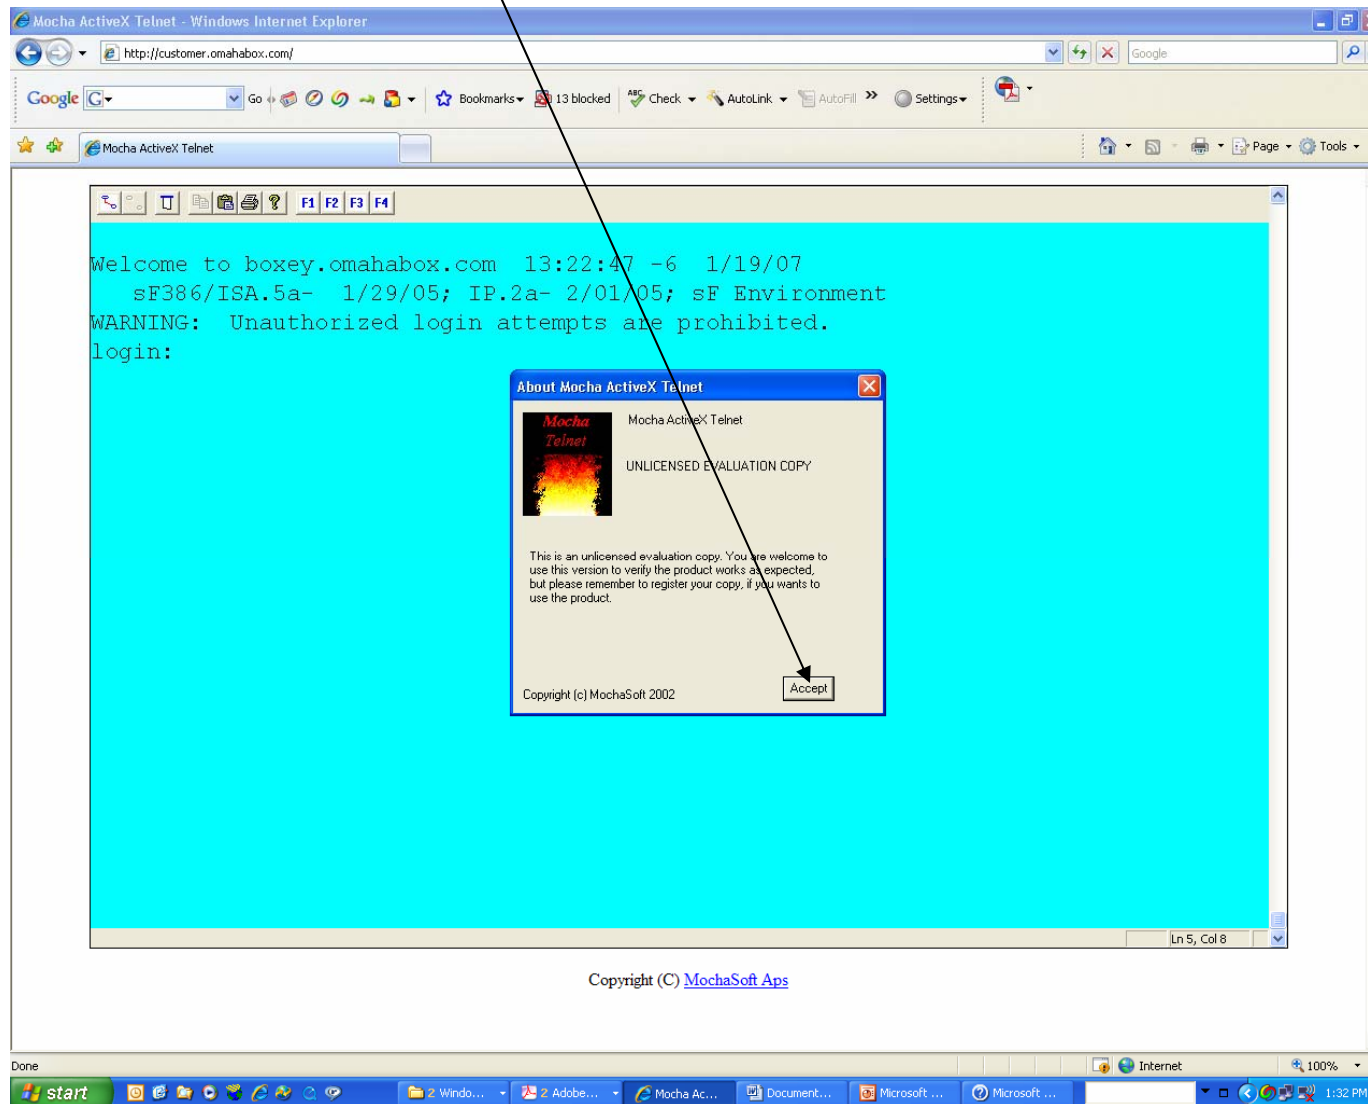 Mocha ActiveX Telnet - Windows Internet Explorer
http://customer.omahabox.com/
Google
Google G Go Bookmarks 13 blocked ABC Check AutoLink AutoFill >> Settings
Mocha ActiveX Telnet Page Tools
F1 F2 F3 F4
Welcome to boxey.omahabox.com 13:22:47 -6 1/19/07
sF386/ISA.5a- 1/29/05; IP.2a- 2/01/05; sF Environment
WARNING: Unauthorized login attempts are prohibited.
login:
About Mocha ActiveX Telnet
Mocha
Telnet
Mocha ActiveX Telnet
UNLICENSED EVALUATION COPY
This is an unlicensed evaluation copy. You are welcome to
use this version to verify the product works as expected,
but please remember to register your copy, if you wants to
use the product.
Copyright (c) MochaSoft 2002
Accept
Ln 5, Col 8
Copyright (C) MochaSoft Aps
Done Internet 100%
start 2 Windo... 2 Adobe... Mocha Ac... Document... Microsoft ... Microsoft ... 1:32 PM